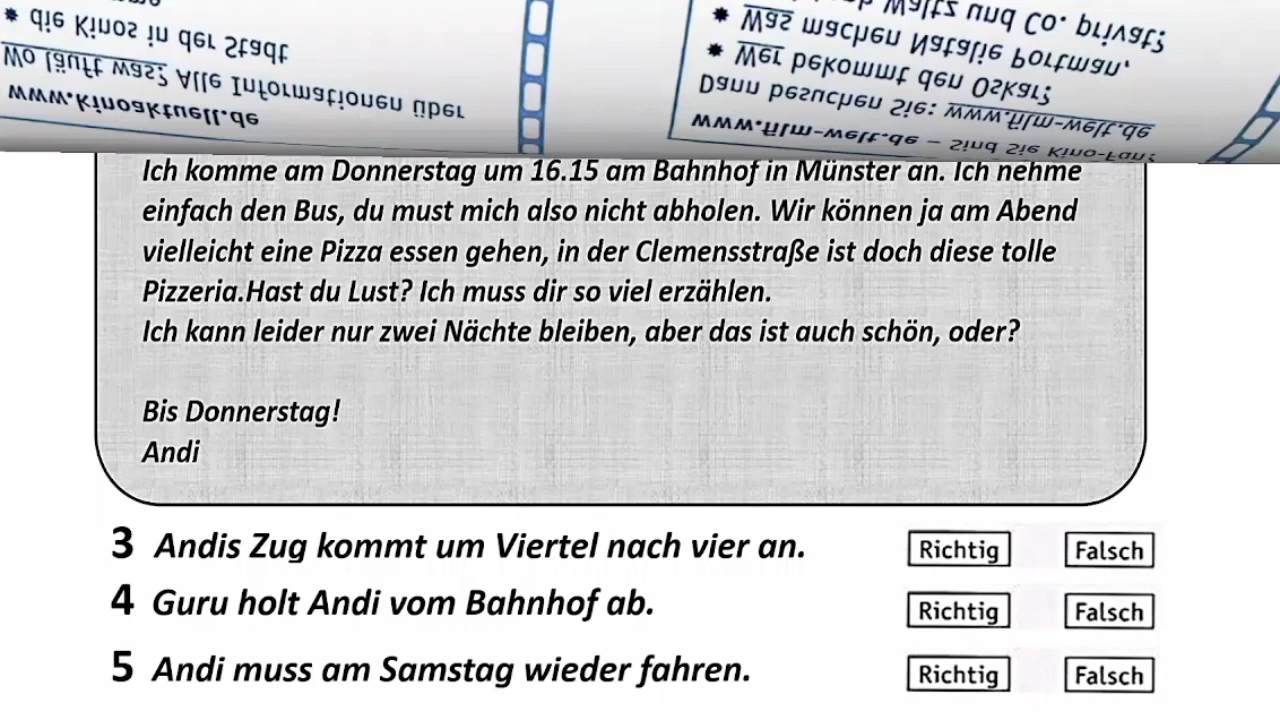 www.kinoaktuell.de
Wo läuft was? Alle Informationen über
* die Kinos in der Stadt
www.film-welt.de – Sind Sie Kino-Fan?
Dann besuchen Sie: www.film-welt.de
* Wer bekommt den Oskar?
* Was machen Natalie Portman,
Waltz und Co. privat?
Ich komme am Donnerstag um 16.15 am Bahnhof in Münster an. Ich nehme
einfach den Bus, du must mich also nicht abholen. Wir können ja am Abend
vielleicht eine Pizza essen gehen, in der Clemensstraße ist doch diese tolle
Pizzeria.Hast du Lust? Ich muss dir so viel erzählen.
Ich kann leider nur zwei Nächte bleiben, aber das ist auch schön, oder?
Bis Donnerstag!
Andi
3 Andis Zug kommt um Viertel nach vier an. Richtig Falsch
4 Guru holt Andi vom Bahnhof ab. Richtig Falsch
5 Andi muss am Samstag wieder fahren. Richtig Falsch